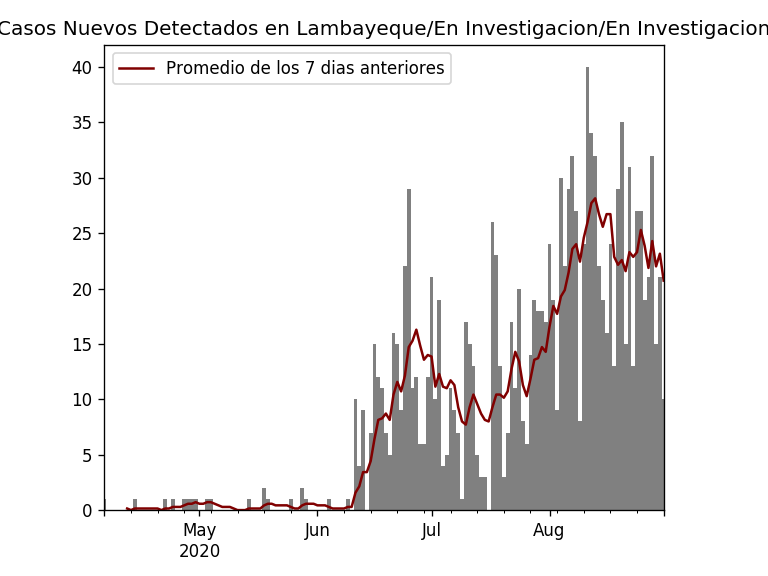 Casos Nuevos Detectados en Lambayeque/En Investigacion/En Investigacion
Promedio de los 7 dias anteriores
40
35
30
25
20
15
10
5
0
May
2020
Jun
Jul
Aug